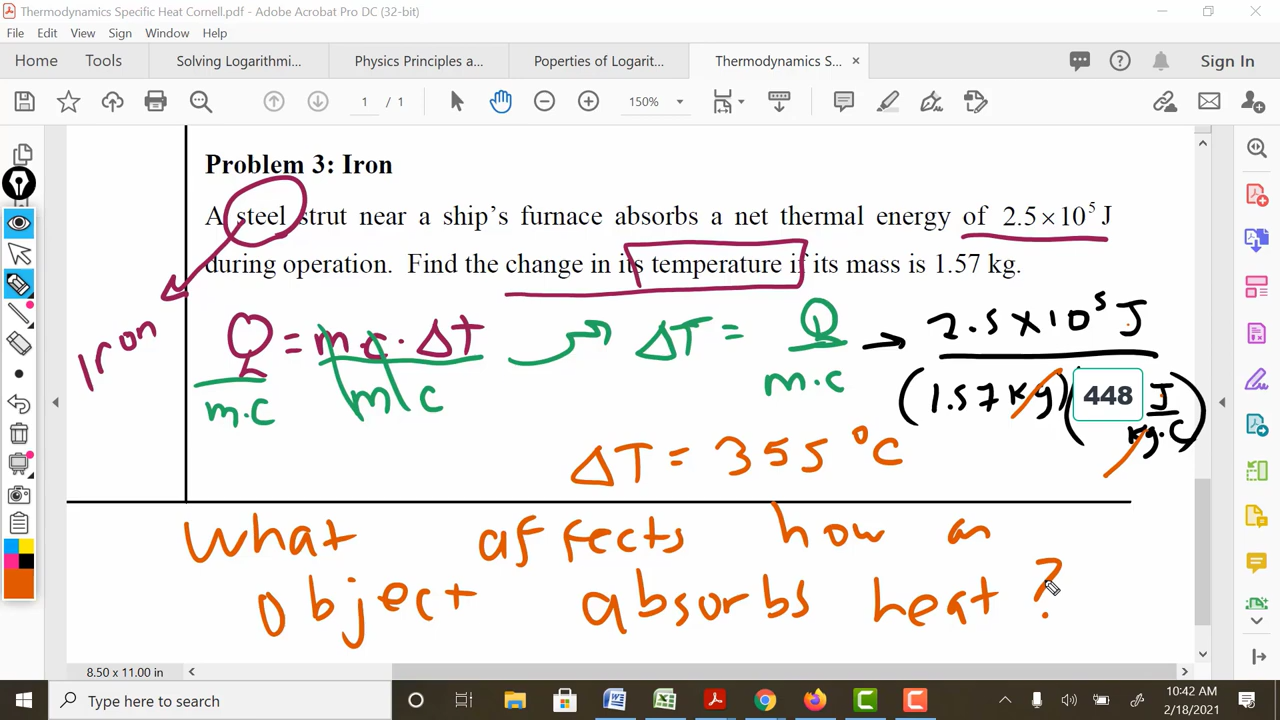 Thermodynamics Specific Heat Cornell.pdf - Adobe Acrobat Pro DC (32-bit)
File Edit View Sign Window Help
Home Tools Solving Logarithmi... Physics Principles a... Poperties of Logarit... Thermodynamics S... × Sign In
1 / 1 150%
Problem 3: Iron
A steel strut near a ship's furnace absorbs a net thermal energy of 2.5 × 10⁵ J
during operation. Find the change in its temperature if its mass is 1.57 kg.
Iron
Q = m c · ΔT → ΔT = Q → 2.5 × 10⁵ J
m·c m c m·c (1.57 kg) (448 J
kg·C)
ΔT = 355 °C
What affects how an
object absorbs heat ?
8.50 x 11.00 in
Type here to search
10:42 AM
2/18/2021